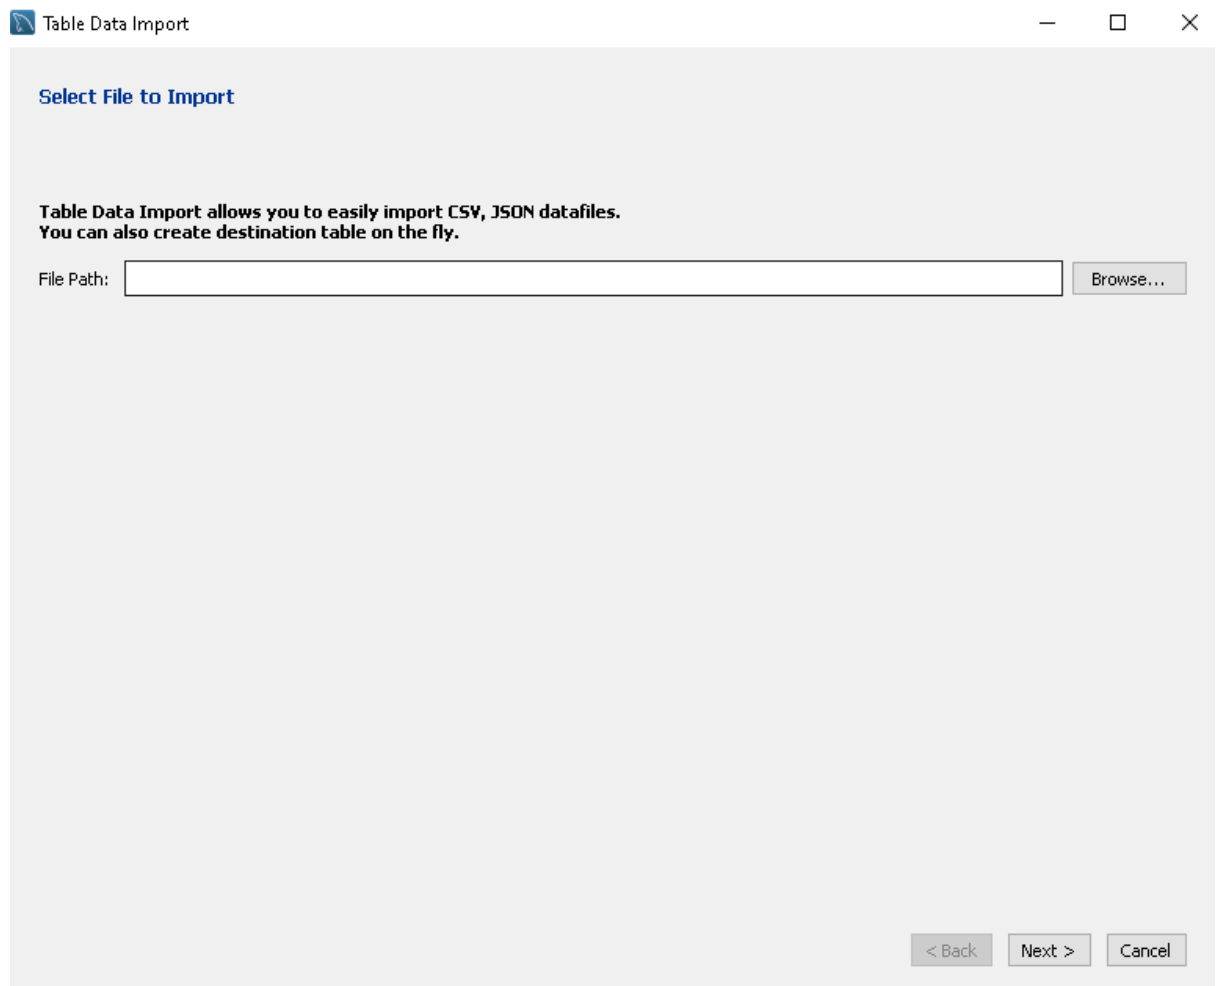 Table Data Import
Select File to Import
Table Data Import allows you to easily import CSV, JSON datafiles.
You can also create destination table on the fly.
File Path:
Browse...
< Back
Next >
Cancel